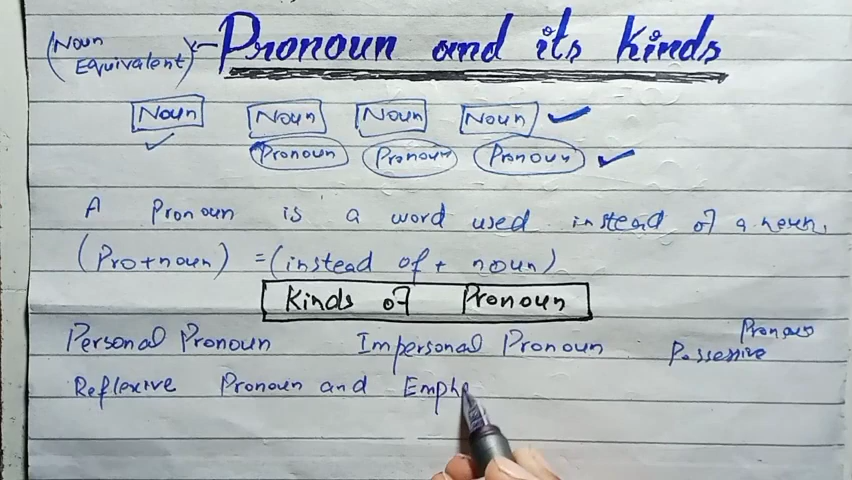 (Noun Equivalent) - Pronoun and its Kinds
Noun Noun Noun Noun
Pronoun Pronoun Pronoun
A Pronoun is a word used instead of a noun.
(Pro+noun) = (instead of + noun)
Kinds of Pronoun
Personal Pronoun Impersonal Pronoun Possessive Pronoun
Reflexive Pronoun and Empha